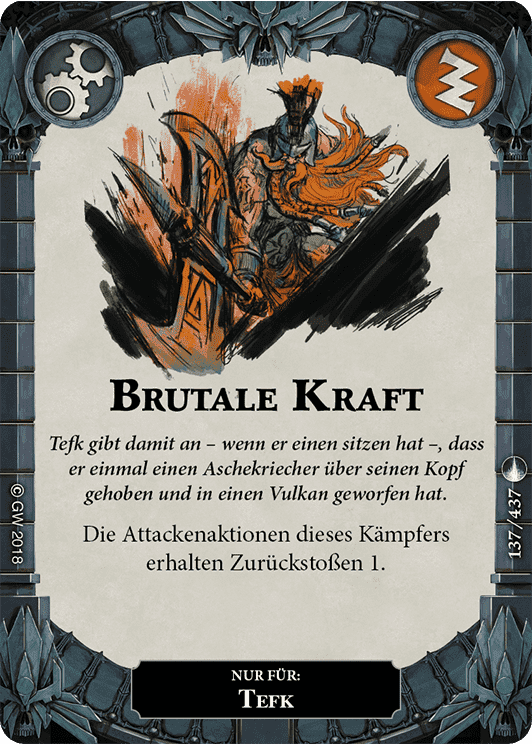 Brutale Kraft
Tefk gibt damit an – wenn er einen sitzen hat –, dass
er einmal einen Aschekriecher über seinen Kopf
gehoben und in einen Vulkan geworfen hat.
Die Attackenaktionen dieses Kämpfers
erhalten Zurückstoßen 1.
© GW 2018
137/437
NUR FÜR:
Tefk